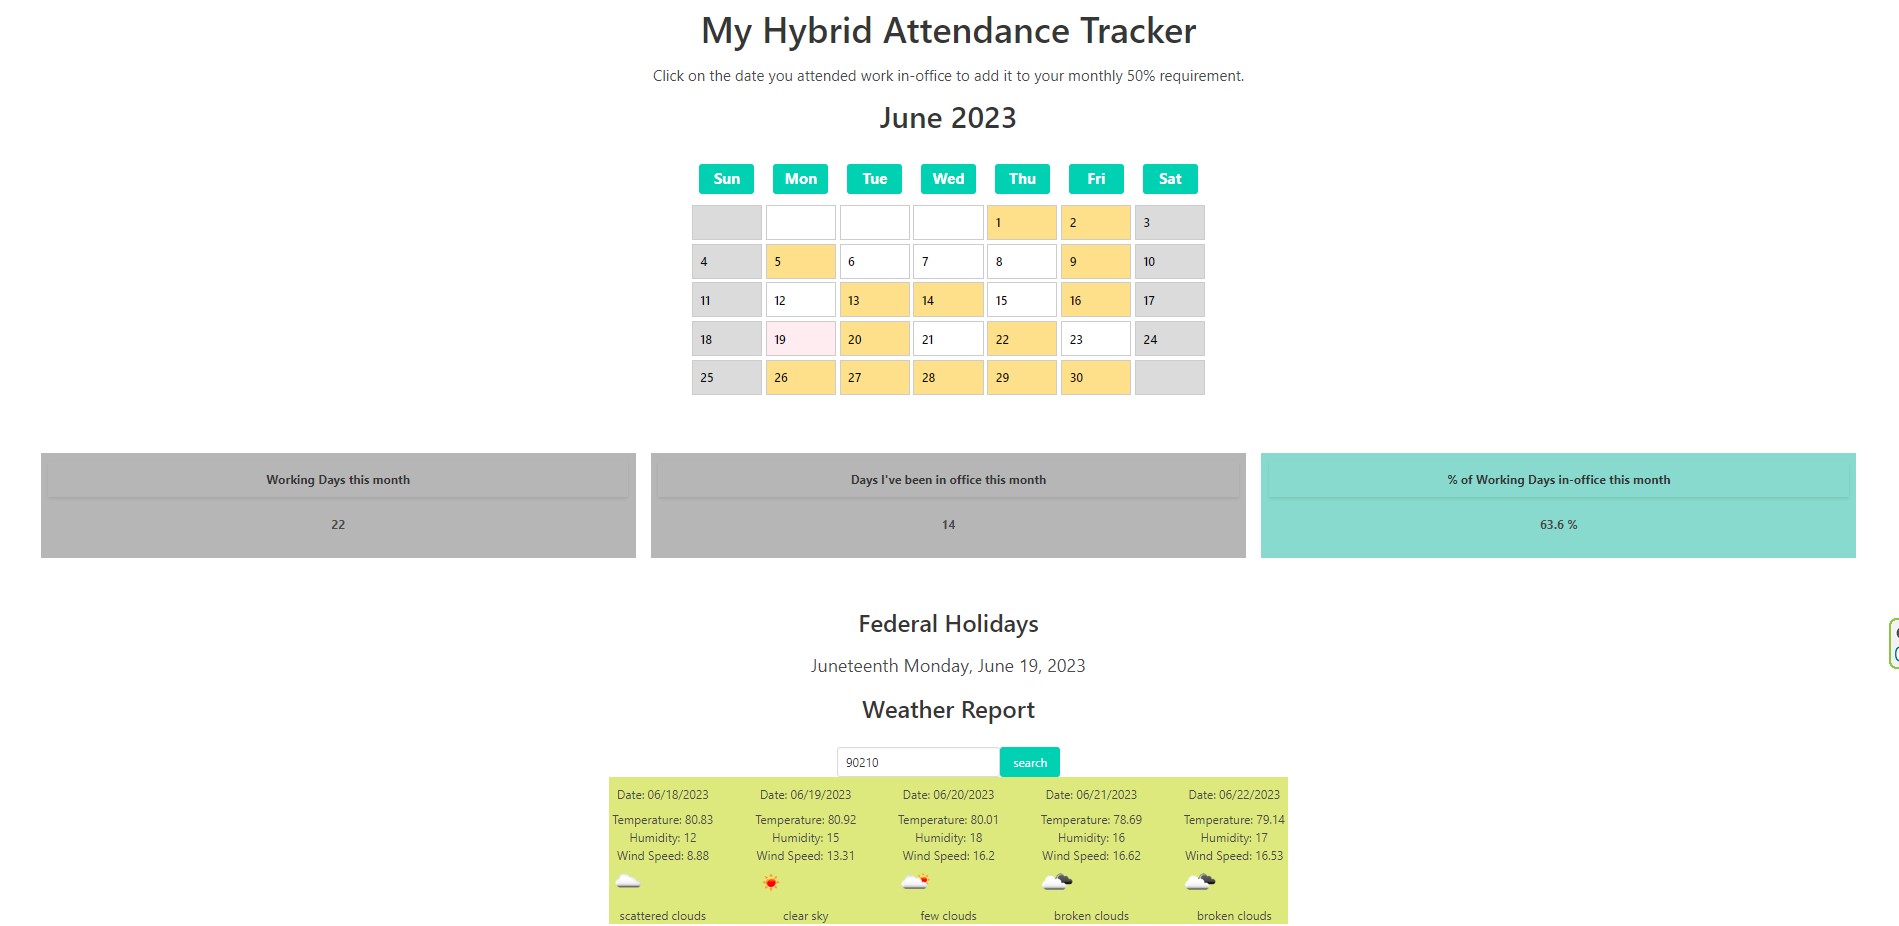 My Hybrid Attendance Tracker
Click on the date you attended work in-office to add it to your monthly 50% requirement.
June 2023
Sun Mon Tue Wed Thu Fri Sat
1 2 3
4 5 6 7 8 9 10
11 12 13 14 15 16 17
18 19 20 21 22 23 24
25 26 27 28 29 30
Working Days this month
22
Days I've been in office this month
14
% of Working Days in-office this month
63.6 %
Federal Holidays
Juneteenth Monday, June 19, 2023
Weather Report
90210 search
Date: 06/18/2023 Date: 06/19/2023 Date: 06/20/2023 Date: 06/21/2023 Date: 06/22/2023
Temperature: 80.83 Temperature: 80.92 Temperature: 80.01 Temperature: 78.69 Temperature: 79.14
Humidity: 12 Humidity: 15 Humidity: 18 Humidity: 16 Humidity: 17
Wind Speed: 8.88 Wind Speed: 13.31 Wind Speed: 16.2 Wind Speed: 16.62 Wind Speed: 16.53
scattered clouds clear sky few clouds broken clouds broken clouds